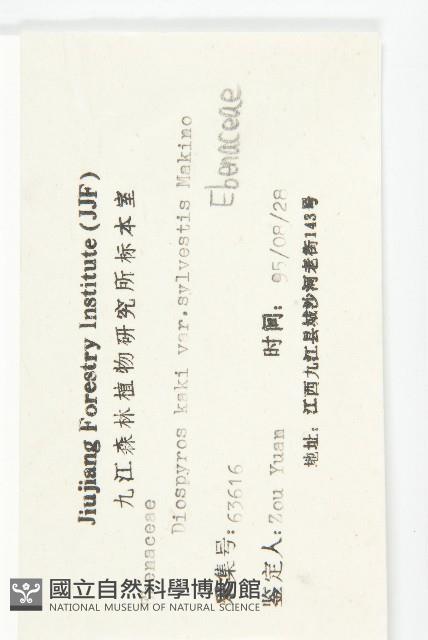 Jiujiang Forestry Institute (JJF)
九江森林植物研究所标本室
Ebenaceae
Diospyros kaki var.sylvestis Makino
集号: 63616
鉴定人: Zou Yuan 时间: 95/08/28
地址: 江西九江县城沙河老街143号
國立自然科學博物館
NATIONAL MUSEUM OF NATURAL SCIENCE